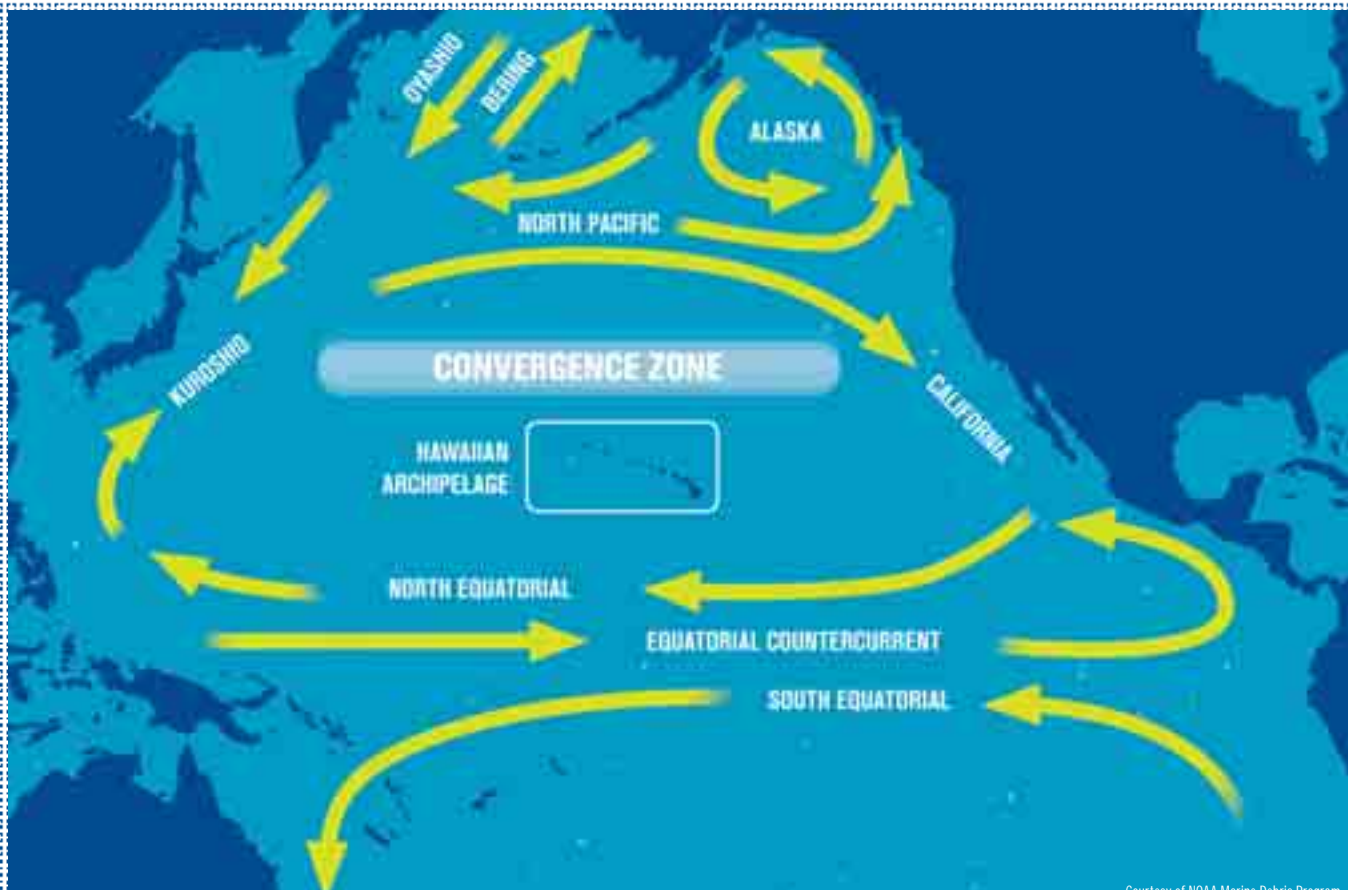 OYASHIO
BERING
ALASKA
NORTH PACIFIC
CONVERGENCE ZONE
KUROSHIO
CALIFORNIA
HAWAIIAN
ARCHIPELAGO
NORTH EQUATORIAL
EQUATORIAL COUNTERCURRENT
SOUTH EQUATORIAL
Courtesy of NOAA Marine Debris Program